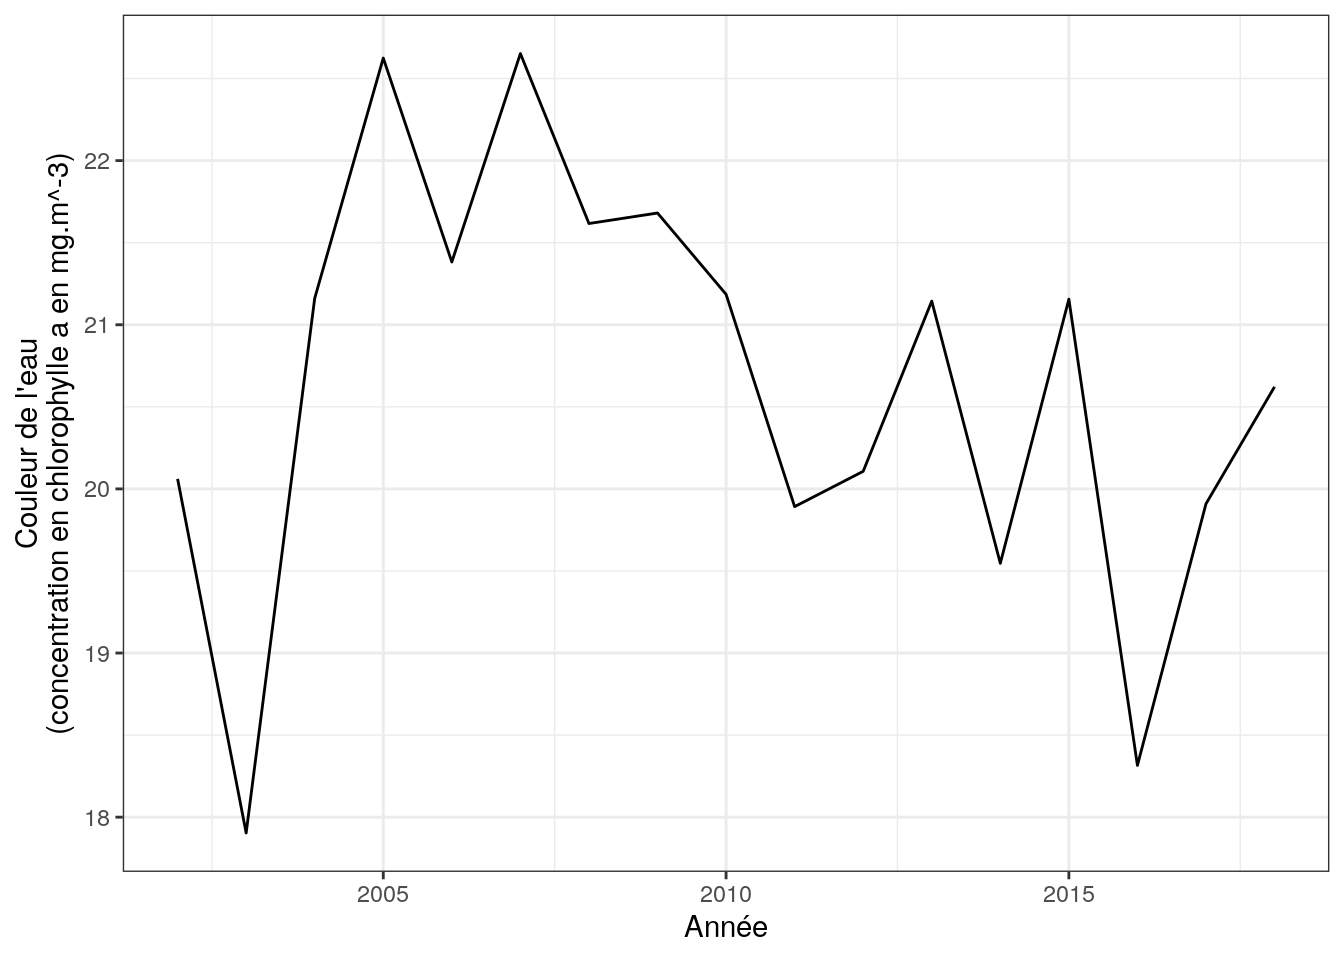 Couleur de l'eau
(concentration en chlorophylle a en mg.m^-3)
22
21
20
19
18
2005
2010
2015
Année